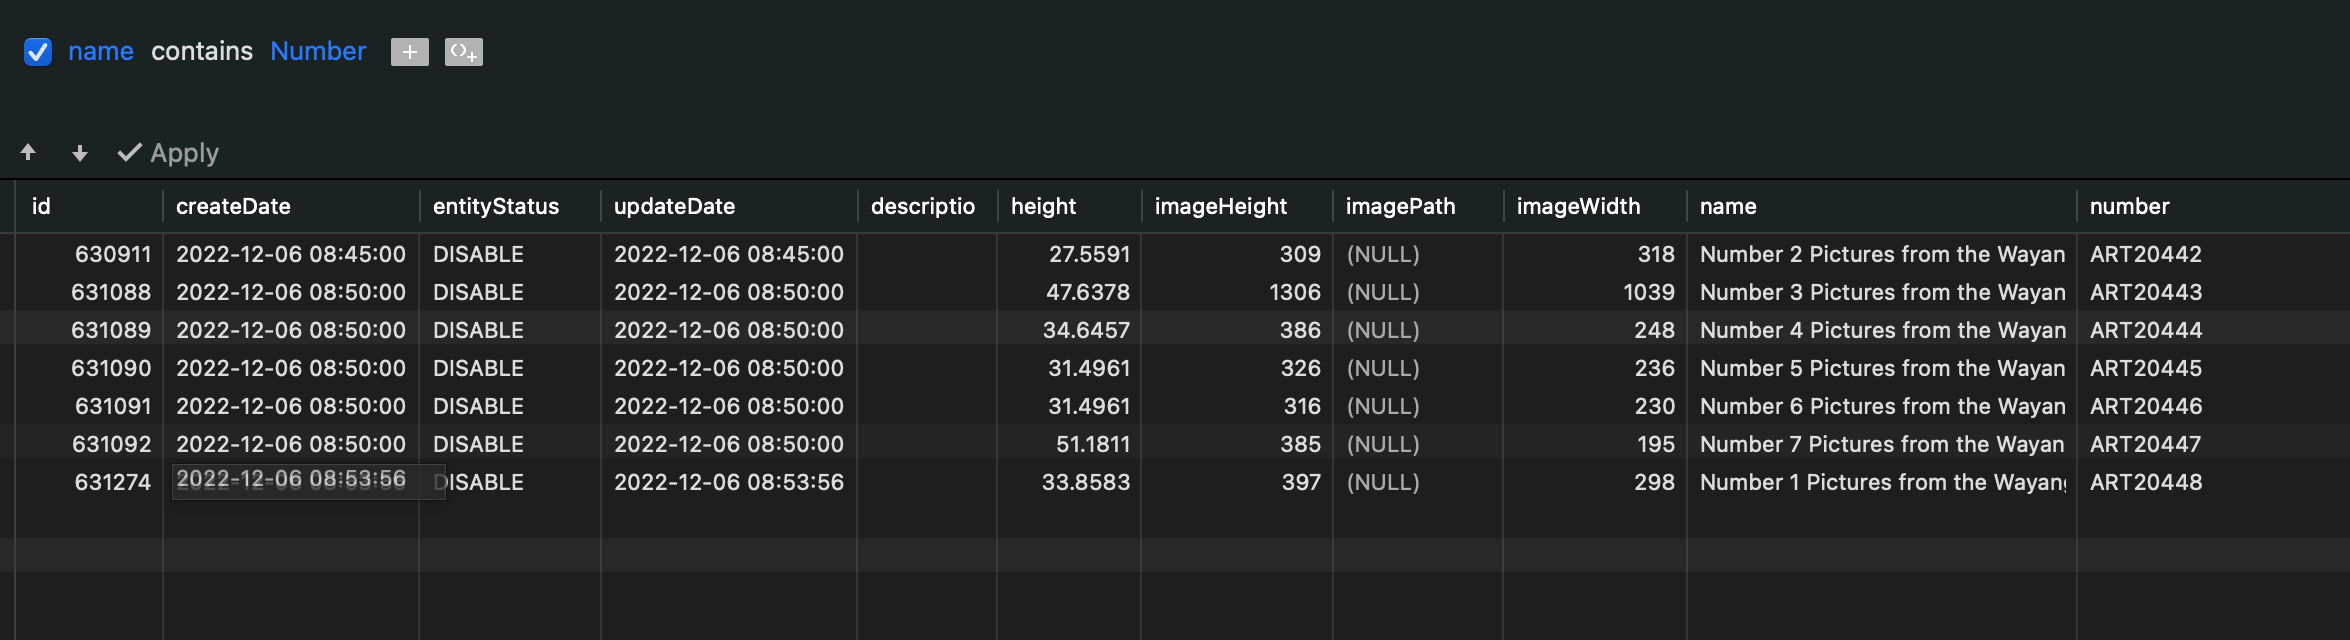 name contains Number
Apply
id createDate entityStatus updateDate descriptio height imageHeight imagePath imageWidth name number
630911 2022-12-06 08:45:00 DISABLE 2022-12-06 08:45:00 27.5591 309 (NULL) 318 Number 2 Pictures from the Wayan ART20442
631088 2022-12-06 08:50:00 DISABLE 2022-12-06 08:50:00 47.6378 1306 (NULL) 1039 Number 3 Pictures from the Wayan ART20443
631089 2022-12-06 08:50:00 DISABLE 2022-12-06 08:50:00 34.6457 386 (NULL) 248 Number 4 Pictures from the Wayan ART20444
631090 2022-12-06 08:50:00 DISABLE 2022-12-06 08:50:00 31.4961 326 (NULL) 236 Number 5 Pictures from the Wayan ART20445
631091 2022-12-06 08:50:00 DISABLE 2022-12-06 08:50:00 31.4961 316 (NULL) 230 Number 6 Pictures from the Wayan ART20446
631092 2022-12-06 08:50:00 DISABLE 2022-12-06 08:50:00 51.1811 385 (NULL) 195 Number 7 Pictures from the Wayan ART20447
631274 2022-12-06 08:53:56 DISABLE 2022-12-06 08:53:56 33.8583 397 (NULL) 298 Number 1 Pictures from the Wayang ART20448